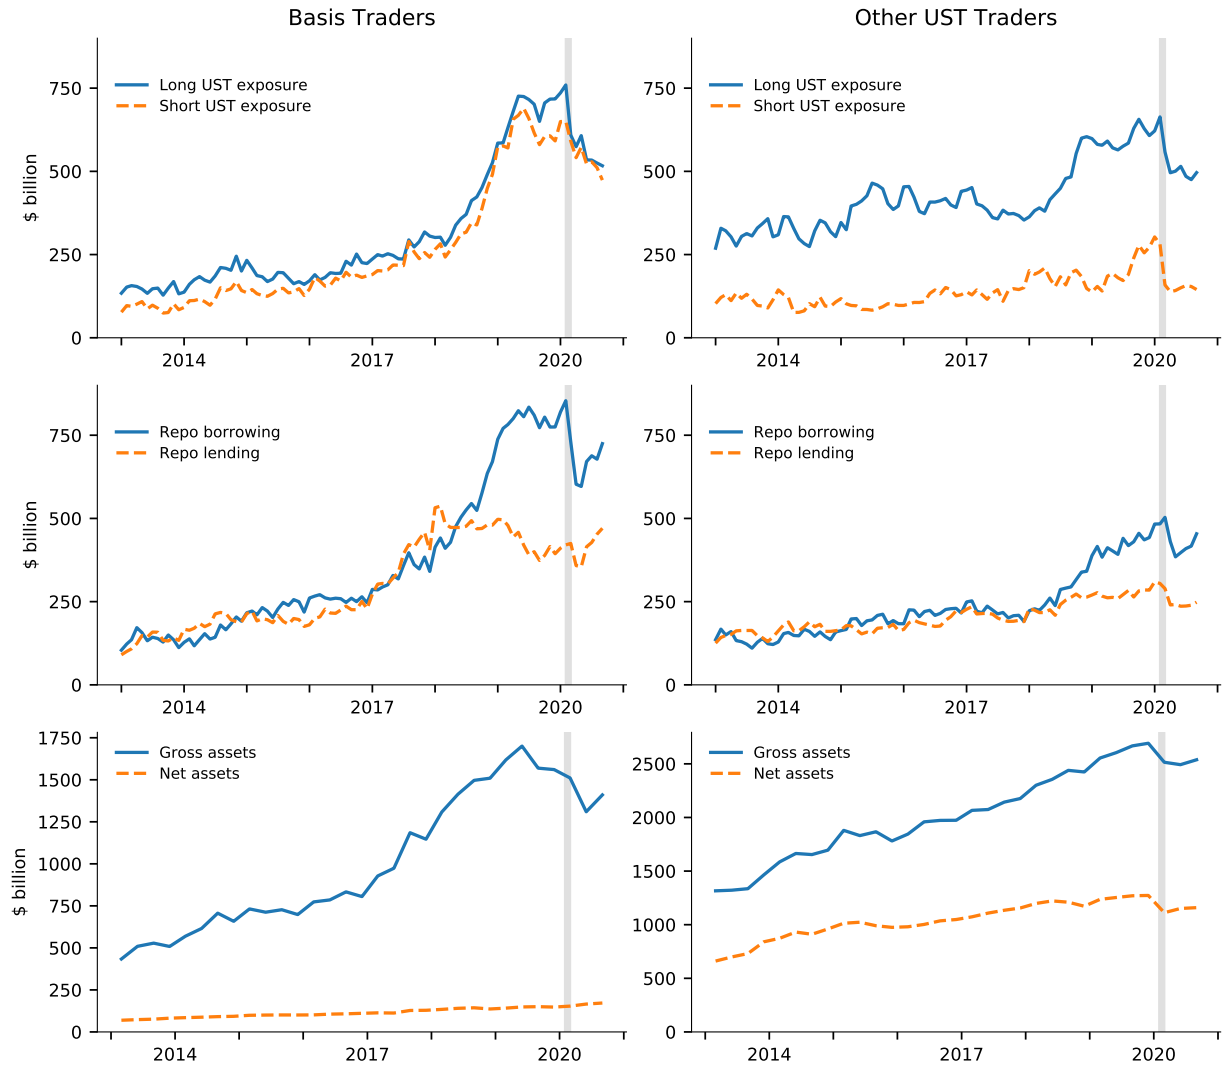 Basis Traders
Other UST Traders
$ billion
750
500
250
0
Long UST exposure
Short UST exposure
2014
2017
2020
750
500
250
0
Long UST exposure
Short UST exposure
2014
2017
2020
$ billion
750
500
250
0
Repo borrowing
Repo lending
2014
2017
2020
750
500
250
0
Repo borrowing
Repo lending
2014
2017
2020
$ billion
1750
1500
1250
1000
750
500
250
0
Gross assets
Net assets
2014
2017
2020
2500
2000
1500
1000
500
0
Gross assets
Net assets
2014
2017
2020